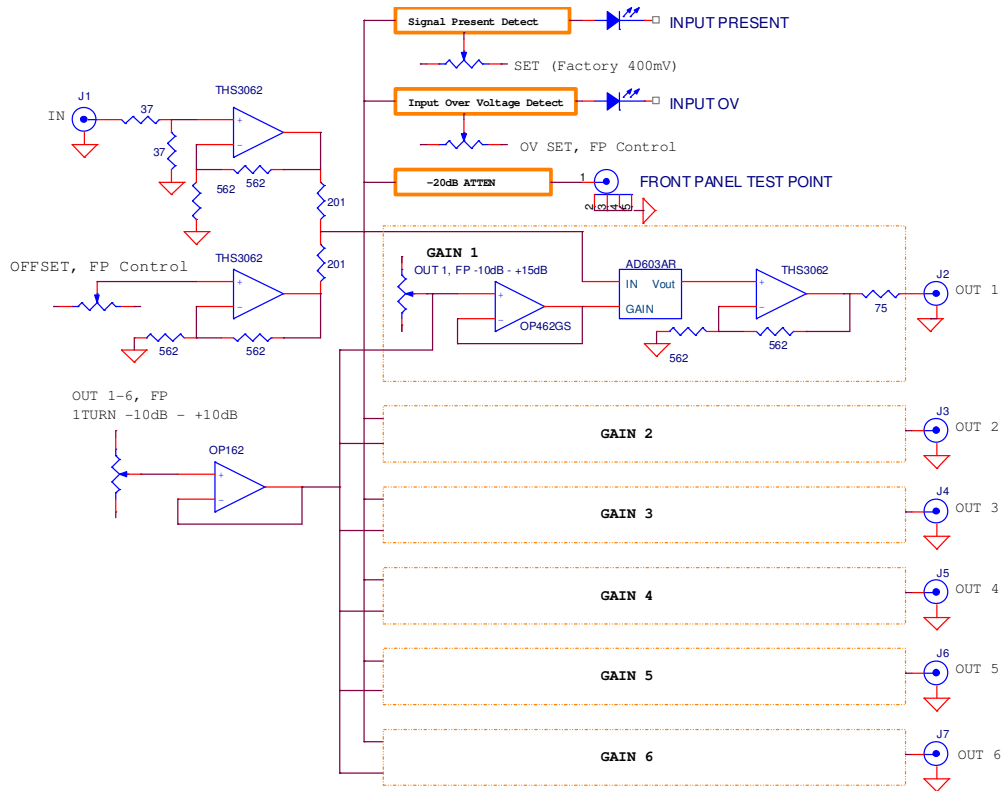 Signal Present Detect
INPUT PRESENT
SET (Factory 400mV)
J1
IN
37
37
THS3062
+
−
562
562
201
Input Over Voltage Detect
INPUT OV
OV SET, FP Control
-20dB ATTEN
1
2
3
4
5
FRONT PANEL TEST POINT
OFFSET, FP Control
THS3062
+
−
201
562
562
GAIN 1
OUT 1, FP -10dB - +15dB
+
−
OP462GS
AD603AR
IN Vout
GAIN
THS3062
+
−
562
562
75
J2
OUT 1
OUT 1-6, FP
1TURN -10dB - +10dB
OP162
+
−
GAIN 2
J3
OUT 2
GAIN 3
J4
OUT 3
GAIN 4
J5
OUT 4
GAIN 5
J6
OUT 5
GAIN 6
J7
OUT 6